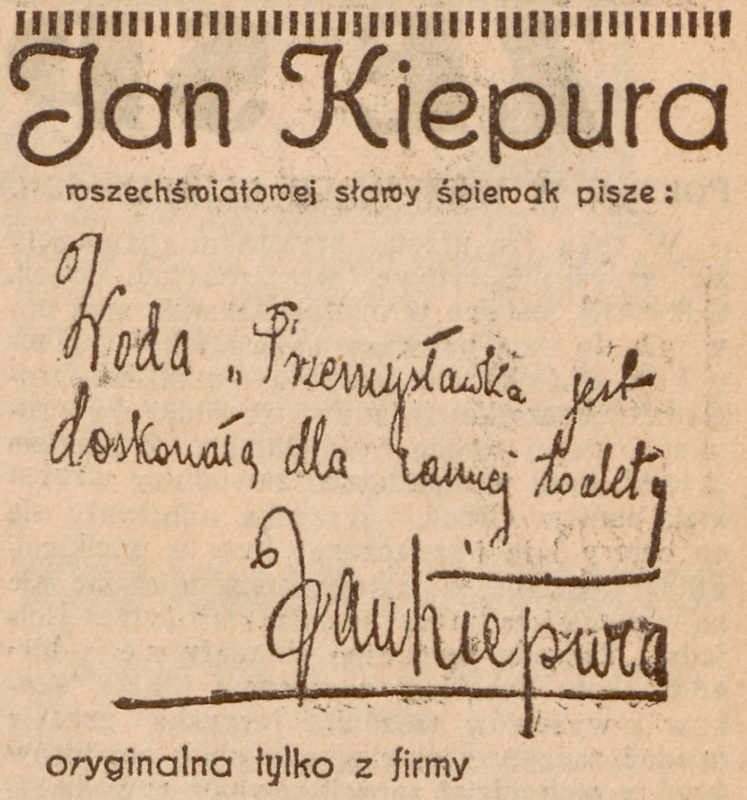 Jan Kiepura
wszechświatowej sławy śpiewak pisze:
Woda „Przemysławka jest
doskonałą dla rannej toalety
Jan Kiepura
oryginalna tylko z firmy